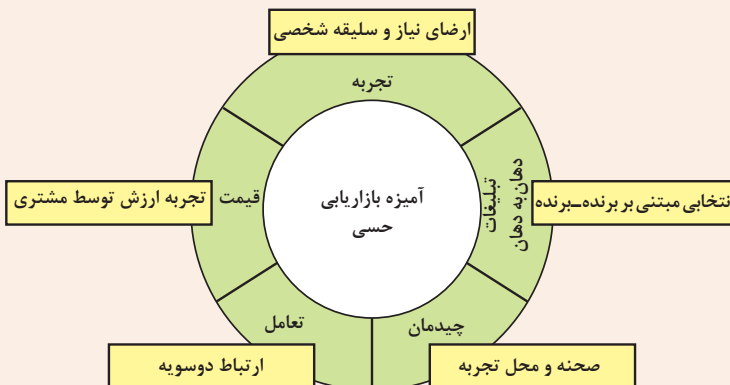 ارضای نیاز و سلیقه شخصی
تجربه
تبلیغات
دهان به دهان
نتخابی مبتنی بر برنده–برنده
قیمت
تجربه ارزش توسط مشتری
آمیزه بازاریابی
حسی
چیدمان
صحنه و محل تجربه
تعامل
ارتباط دوسویه